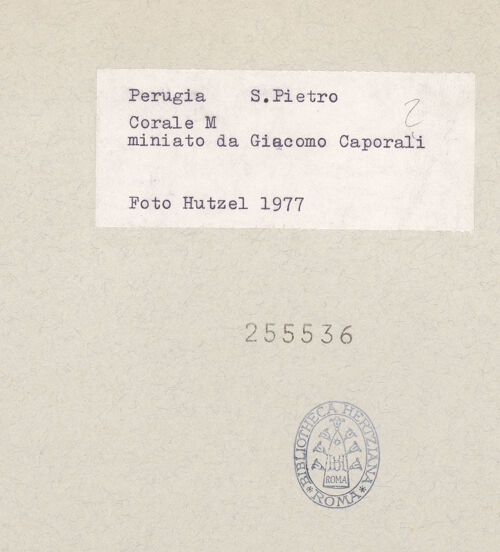 Perugia S.Pietro
2
Corale M
miniato da Giacomo Caporali
Foto Hutzel 1977
255536
BIBLIOTHECA HERTZIANA
ROMA
* ROMA *